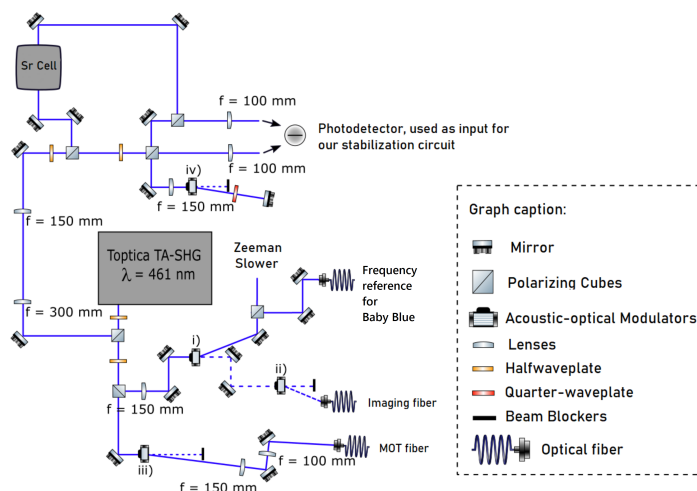 Sr Cell
f = 100 mm
Photodetector, used as input for
our stabilization circuit
f = 100 mm
iv)
f = 150 mm
f = 150 mm
Toptica TA-SHG
λ = 461 nm
Zeeman
Slower
Frequency
reference
for
Baby Blue
f = 300 mm
i)
ii)
f = 150 mm
Imaging fiber
MOT fiber
iii)
f = 100 mm
f = 150 mm
Graph caption:
Mirror
Polarizing Cubes
Acoustic-optical Modulators
Lenses
Halfwaveplate
Quarter-waveplate
Beam Blockers
Optical fiber